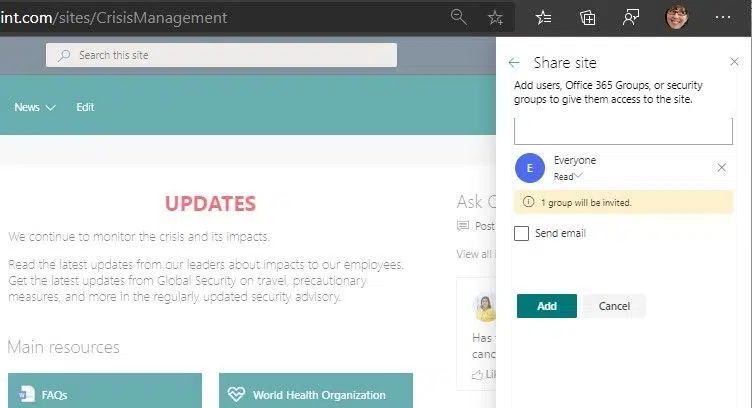 int.com/sites/CrisisManagement
Search this site
News
Edit
UPDATES
We continue to monitor the crisis and its impacts.
Read the latest updates from our leaders about impacts to our employees.
Get the latest updates from Global Security on travel, precautionary
measures, and more in the regularly updated security advisory.
Main resources
FAQs
World Health Organization
Ask
Post
View all
Has
canc
Lik
Share site
Add users, Office 365 Groups, or security
groups to give them access to the site.
E
Everyone
Read
1 group will be invited.
Send email
Add
Cancel